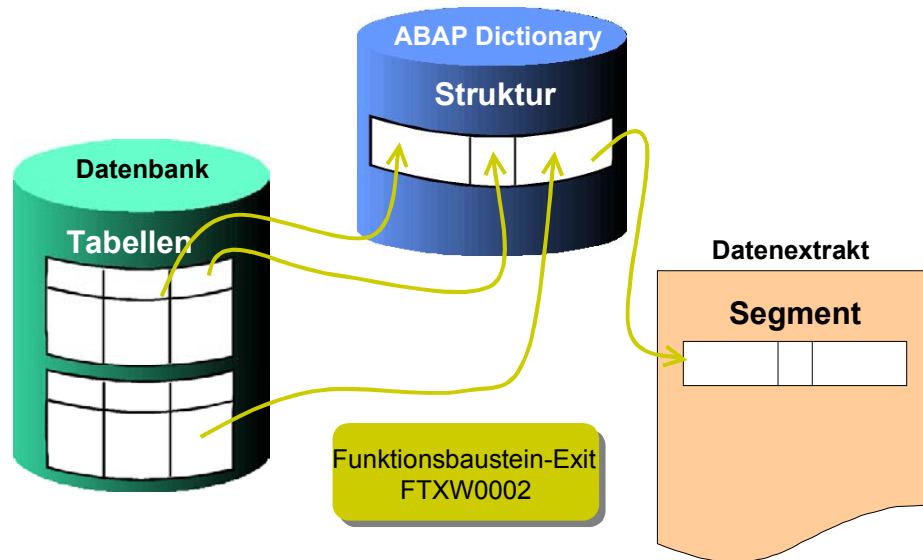 ABAP Dictionary
Struktur
Datenbank
Tabellen
Datenextrakt
Segment
Funktionsbaustein-Exit
FTXW0002